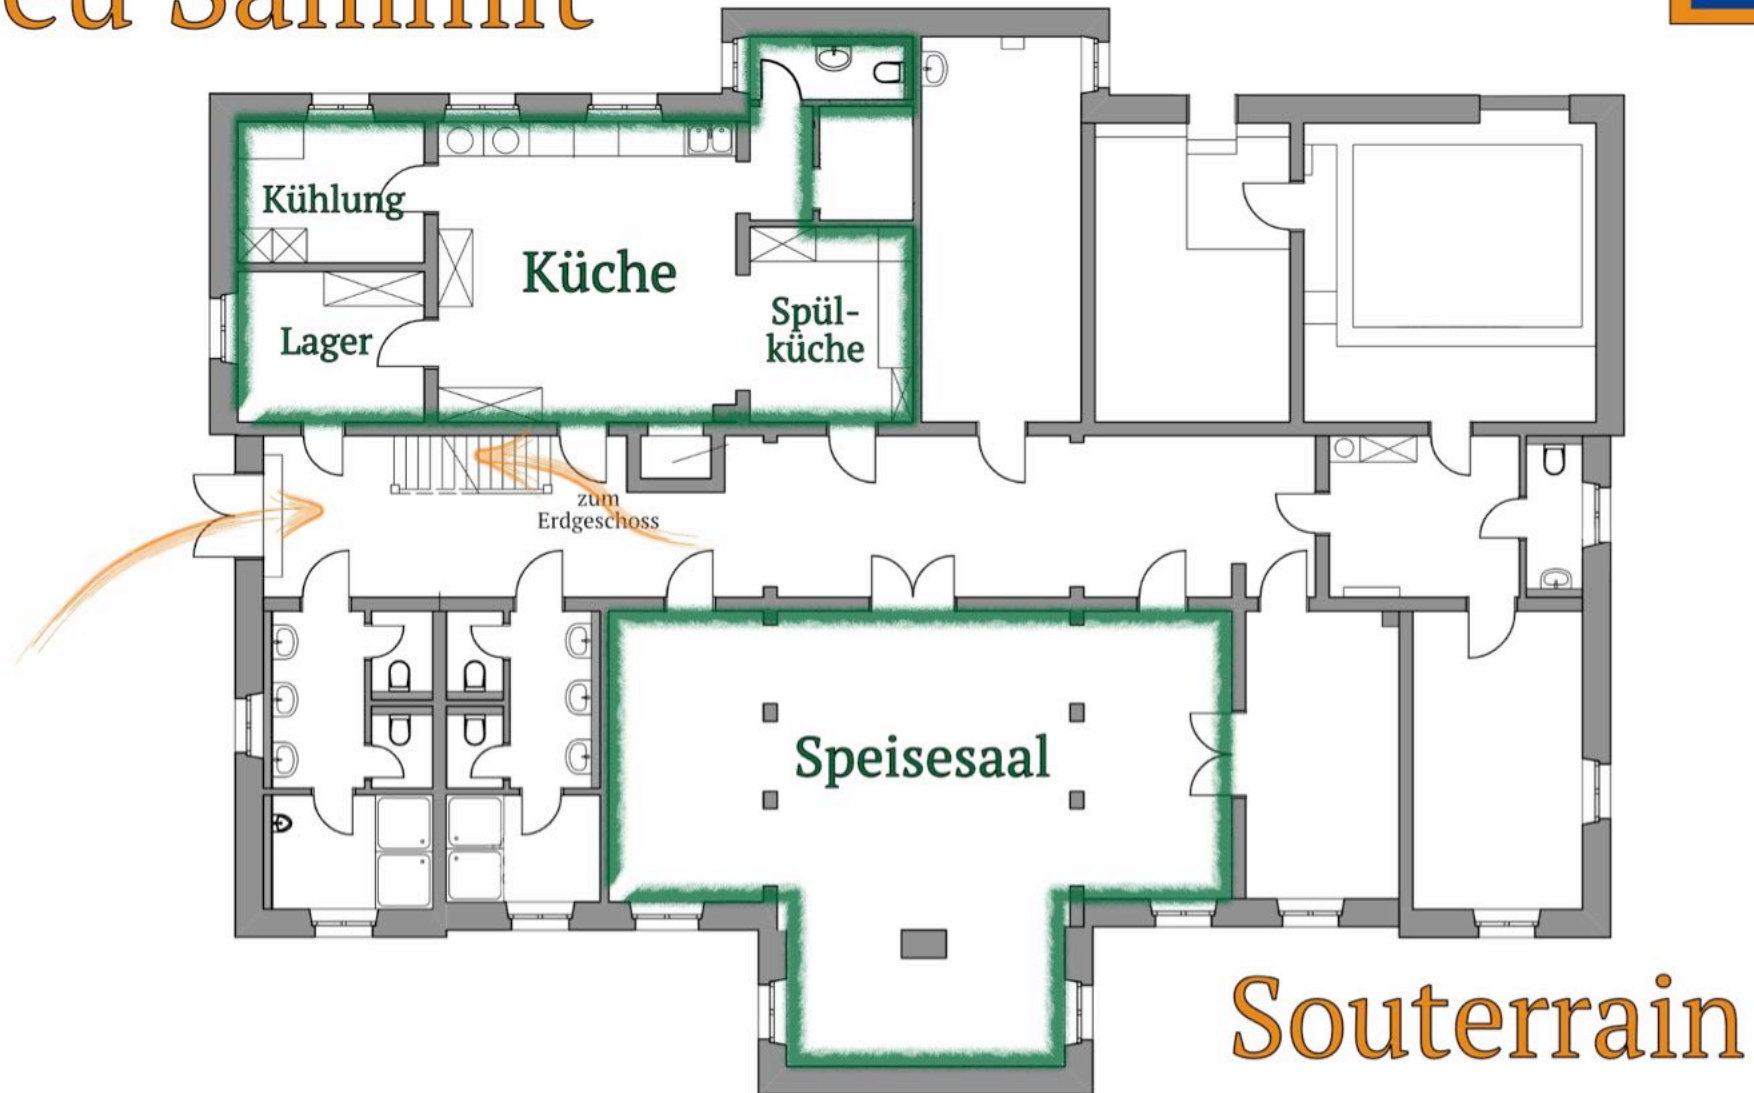 Kühlung
Küche
Spül-
küche
Lager
zum
Erdgeschoss
Speisesaal
Souterrain